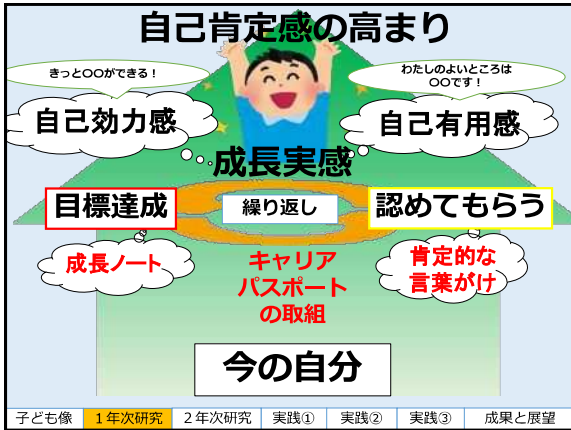 自己肯定感の高まり
きっと〇〇ができる！
わたしのよいところは
〇〇です！
自己効力感
自己有用感
成長実感
目標達成
繰り返し
認めてもらう
成長ノート
キャリア
パスポート
の取組
肯定的な
言葉がけ
今の自分
子ども像
１年次研究
２年次研究
実践①
実践②
実践③
成果と展望